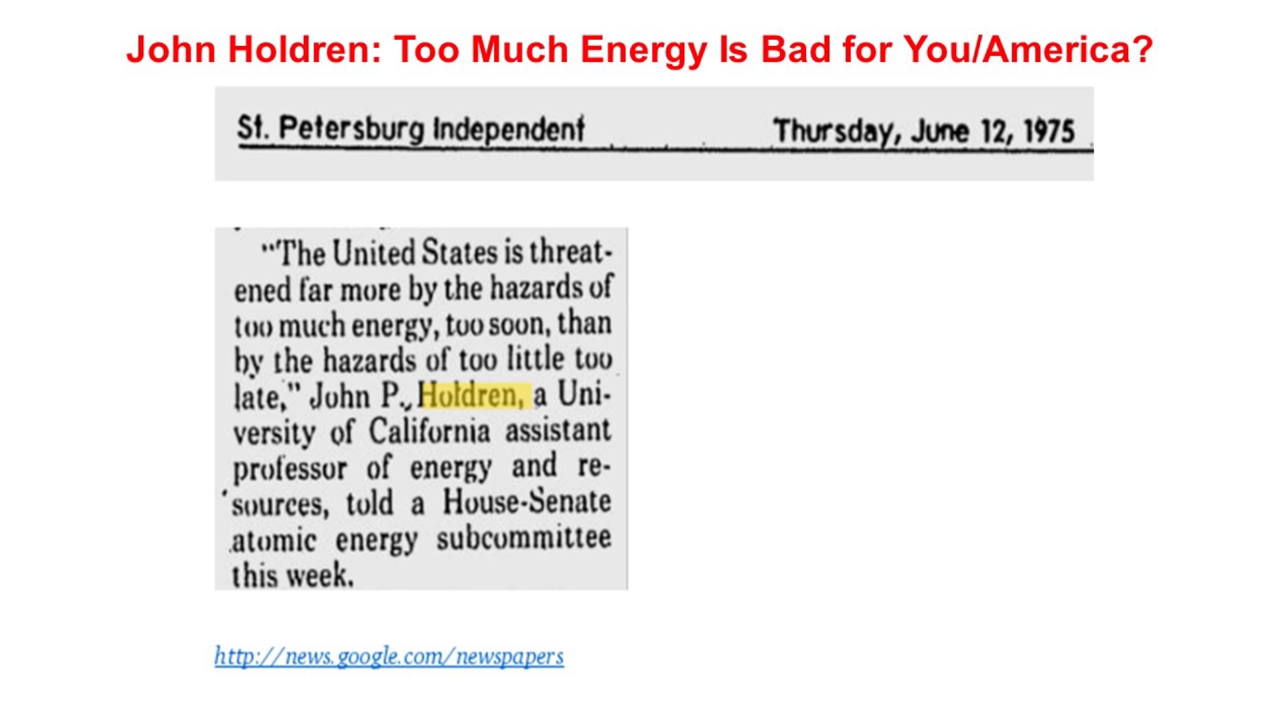 John Holdren: Too Much Energy Is Bad for You/America?
St. Petersburg Independent Thursday, June 12, 1975
"The United States is threat-
ened far more by the hazards of
too much energy, too soon, than
by the hazards of too little too
late," John P. Holdren, a Uni-
versity of California assistant
professor of energy and re-
sources, told a House-Senate
atomic energy subcommittee
this week.
http://news.google.com/newspapers